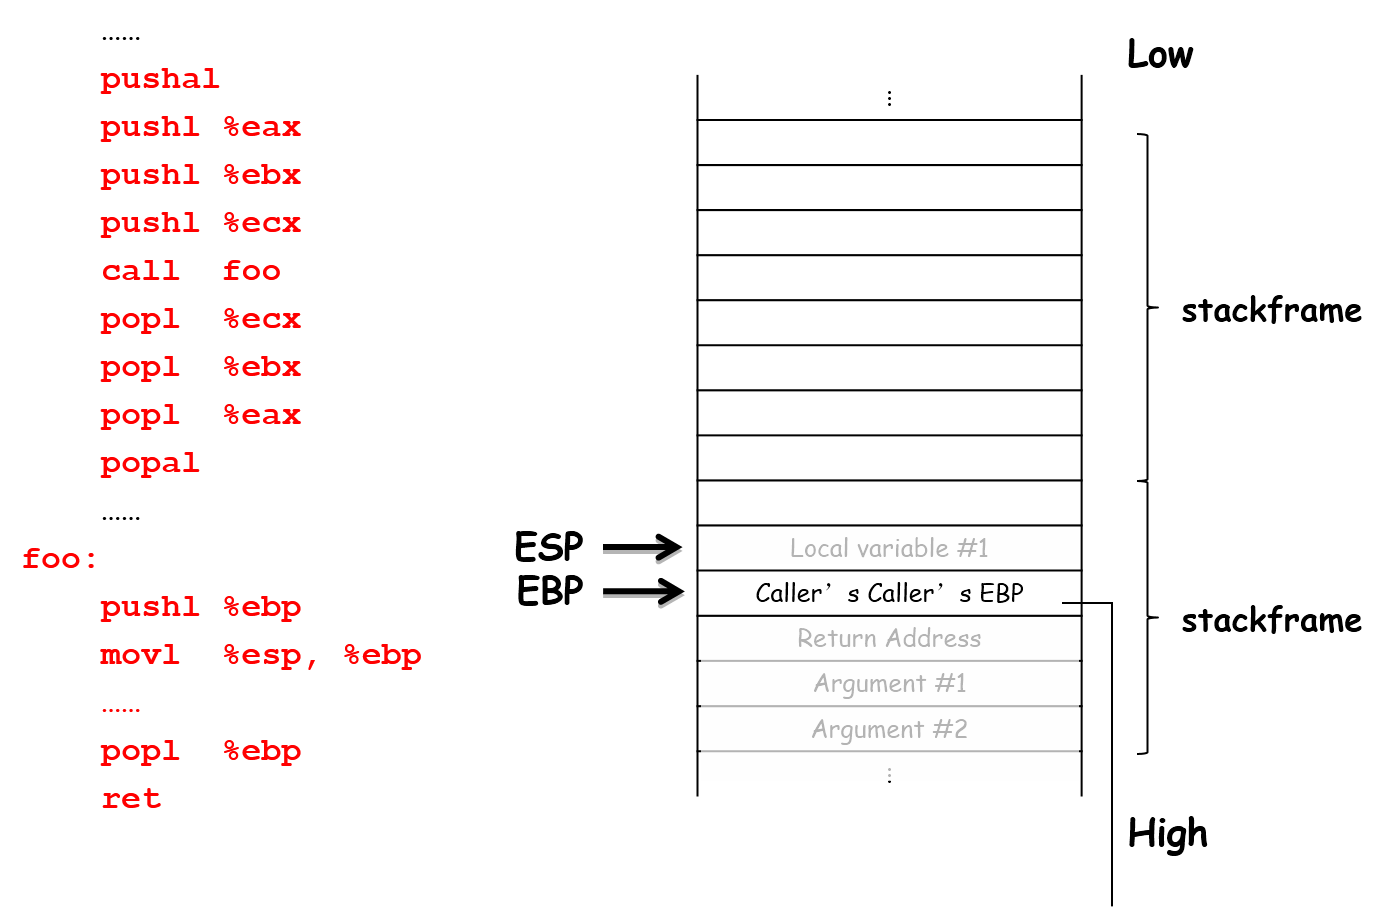 ……
pushal
pushl %eax
pushl %ebx
pushl %ecx
call foo
popl %ecx
popl %ebx
popl %eax
popal
……
foo:
pushl %ebp
movl %esp, %ebp
……
popl %ebp
ret
Low
⋮
stackframe
ESP
Local variable #1
EBP
Caller’s Caller’s EBP
Return Address
stackframe
Argument #1
Argument #2
⋮
High